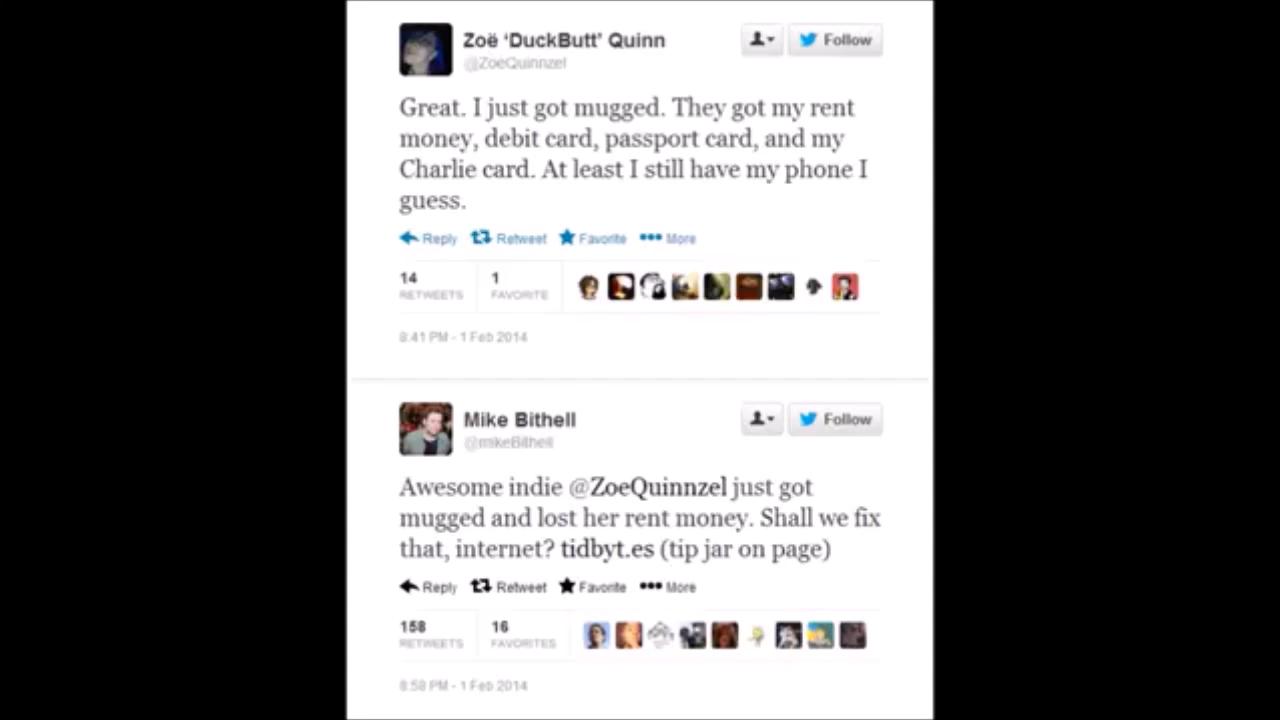 Zoë ‘DuckButt’ Quinn
Follow
@ZoeQuinnzel
Great. I just got mugged. They got my rent
money, debit card, passport card, and my
Charlie card. At least I still have my phone I
guess.
Reply Retweet Favorite More
14 1
RETWEETS FAVORITE
8:41 PM - 1 Feb 2014
Mike Bithell
Follow
@mikeBithell
Awesome indie @ZoeQuinnzel just got
mugged and lost her rent money. Shall we fix
that, internet? tidbyt.es (tip jar on page)
Reply Retweet Favorite More
158 16
RETWEETS FAVORITES
8:58 PM - 1 Feb 2014